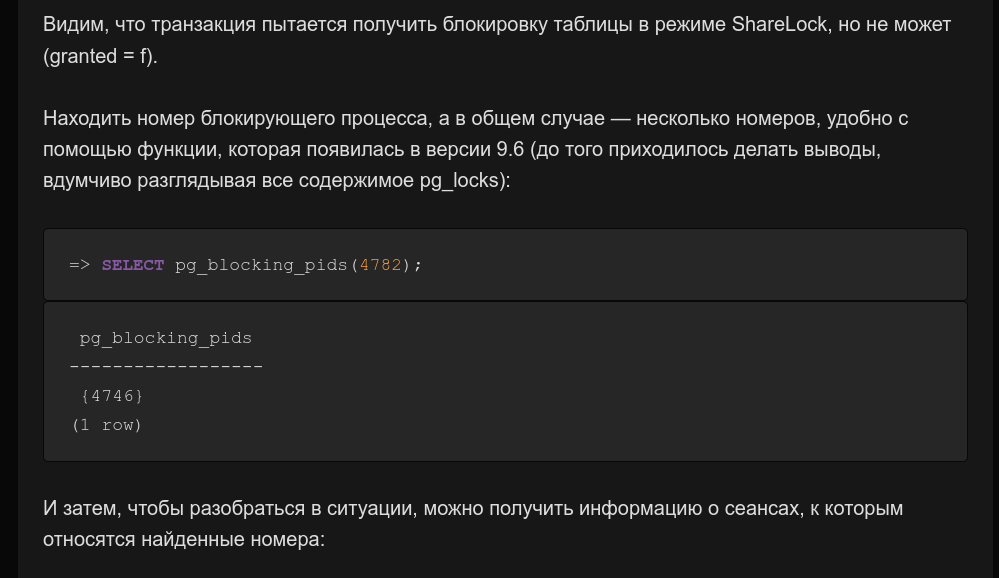 Видим, что транзакция пытается получить блокировку таблицы в режиме ShareLock, но не может
(granted = f).
Находить номер блокирующего процесса, а в общем случае — несколько номеров, удобно с
помощью функции, которая появилась в версии 9.6 (до того приходилось делать выводы,
вдумчиво разглядывая все содержимое pg_locks):
=> SELECT pg_blocking_pids(4782);
pg_blocking_pids
------------------
{4746}
(1 row)
И затем, чтобы разобраться в ситуации, можно получить информацию о сеансах, к которым
относятся найденные номера: